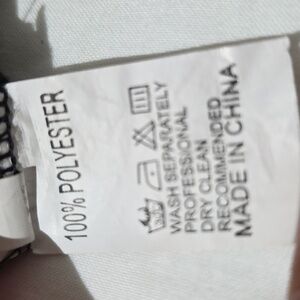 100% POLYESTER
WASH SEPARATELY
PROFESSIONAL
DRY CLEAN
RECOMMENDED
MADE IN CHINA